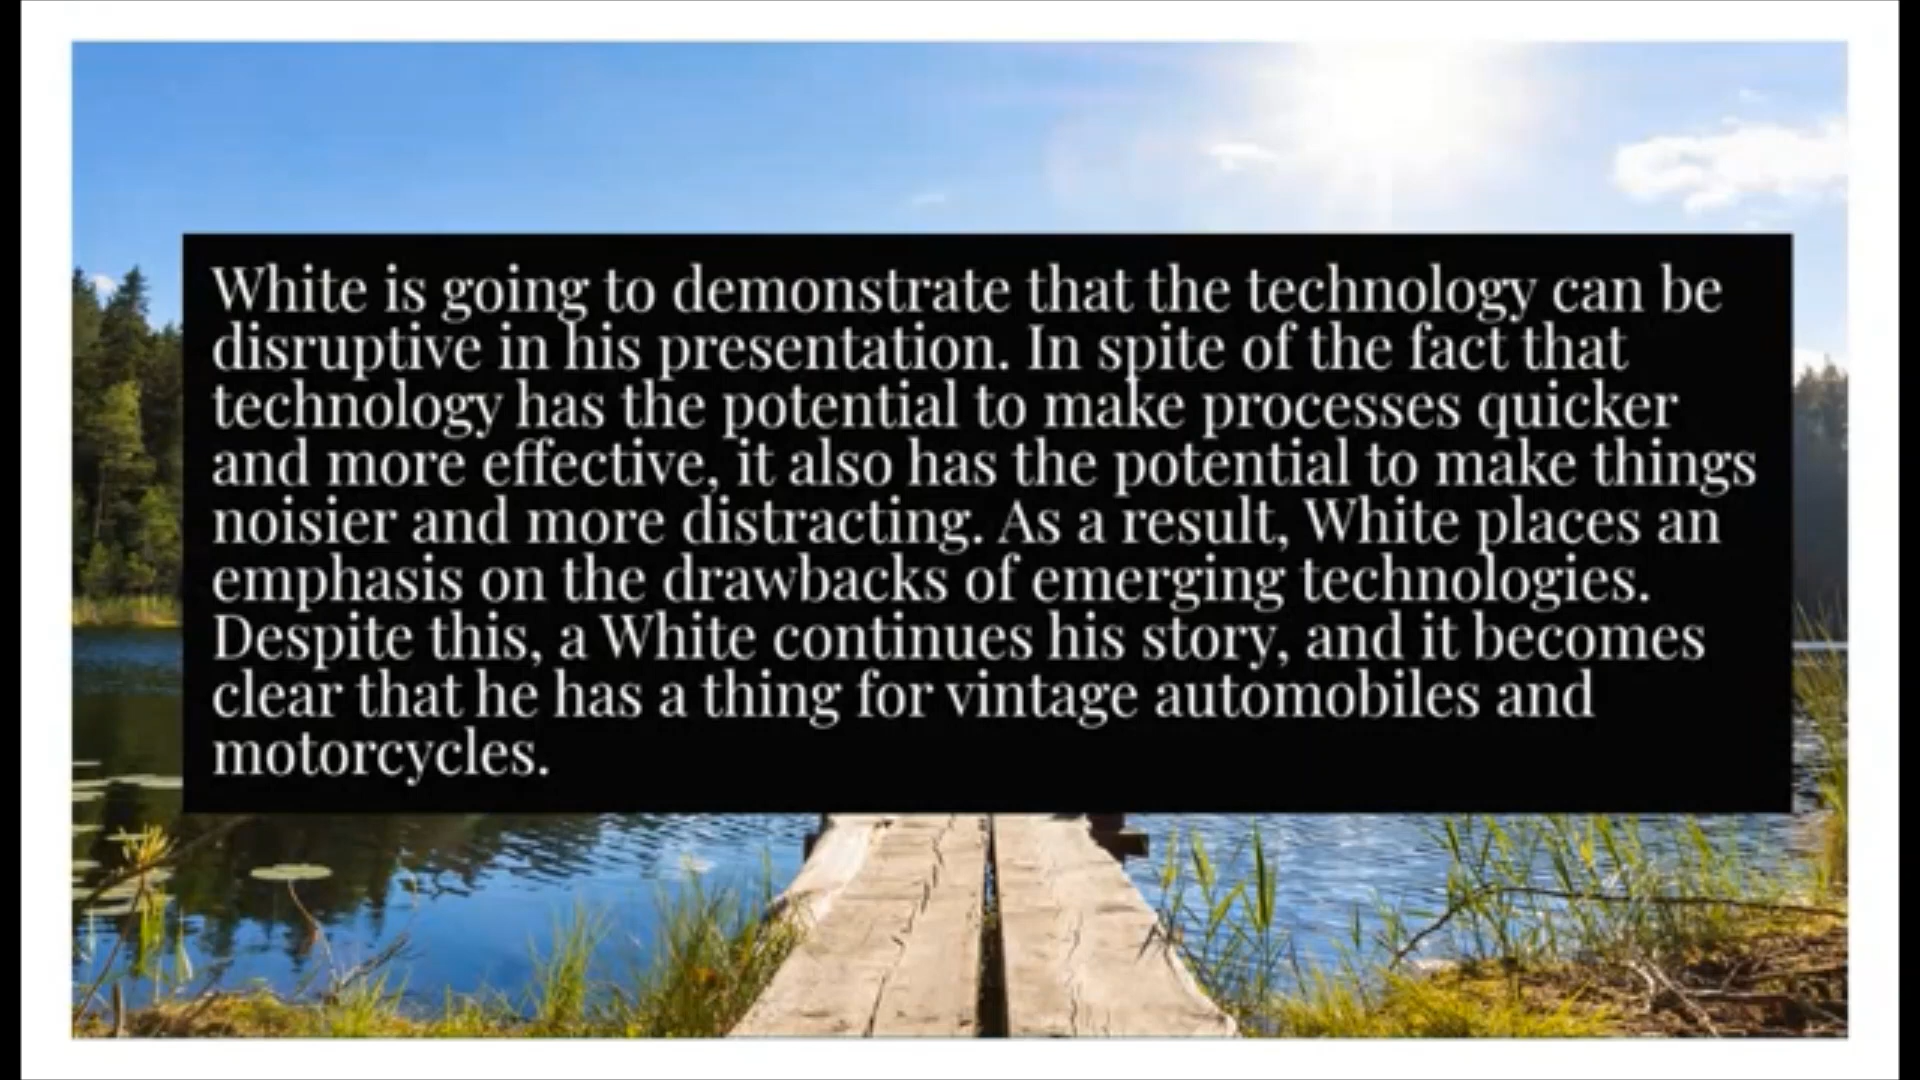 White is going to demonstrate that the technology can be
disruptive in his presentation. In spite of the fact that
technology has the potential to make processes quicker
and more effective, it also has the potential to make things
noisier and more distracting. As a result, White places an
emphasis on the drawbacks of emerging technologies.
Despite this, a White continues his story, and it becomes
clear that he has a thing for vintage automobiles and
motorcycles.